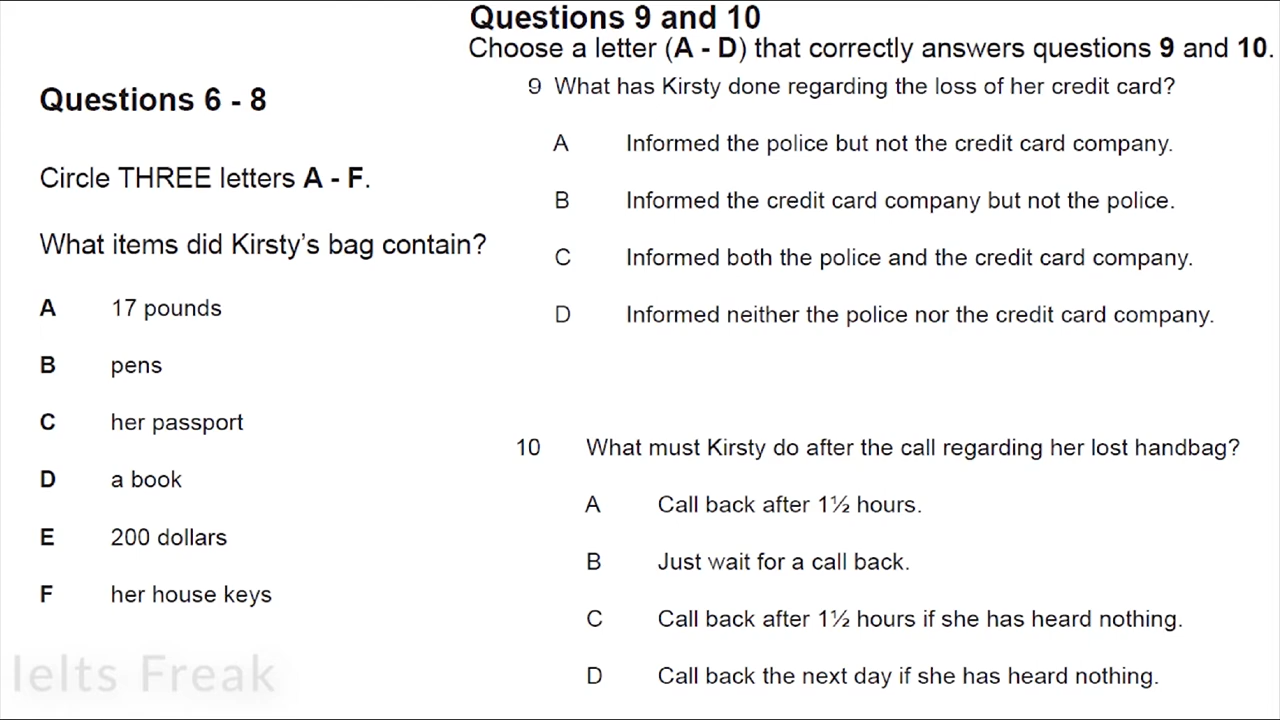 Questions 6 - 8
Circle THREE letters A - F.
What items did Kirsty's bag contain?
A 17 pounds
B pens
C her passport
D a book
E 200 dollars
F her house keys
Ielts Freak
Questions 9 and 10
Choose a letter (A - D) that correctly answers questions 9 and 10.
9 What has Kirsty done regarding the loss of her credit card?
A Informed the police but not the credit card company.
B Informed the credit card company but not the police.
C Informed both the police and the credit card company.
D Informed neither the police nor the credit card company.
10 What must Kirsty do after the call regarding her lost handbag?
A Call back after 1½ hours.
B Just wait for a call back.
C Call back after 1½ hours if she has heard nothing.
D Call back the next day if she has heard nothing.